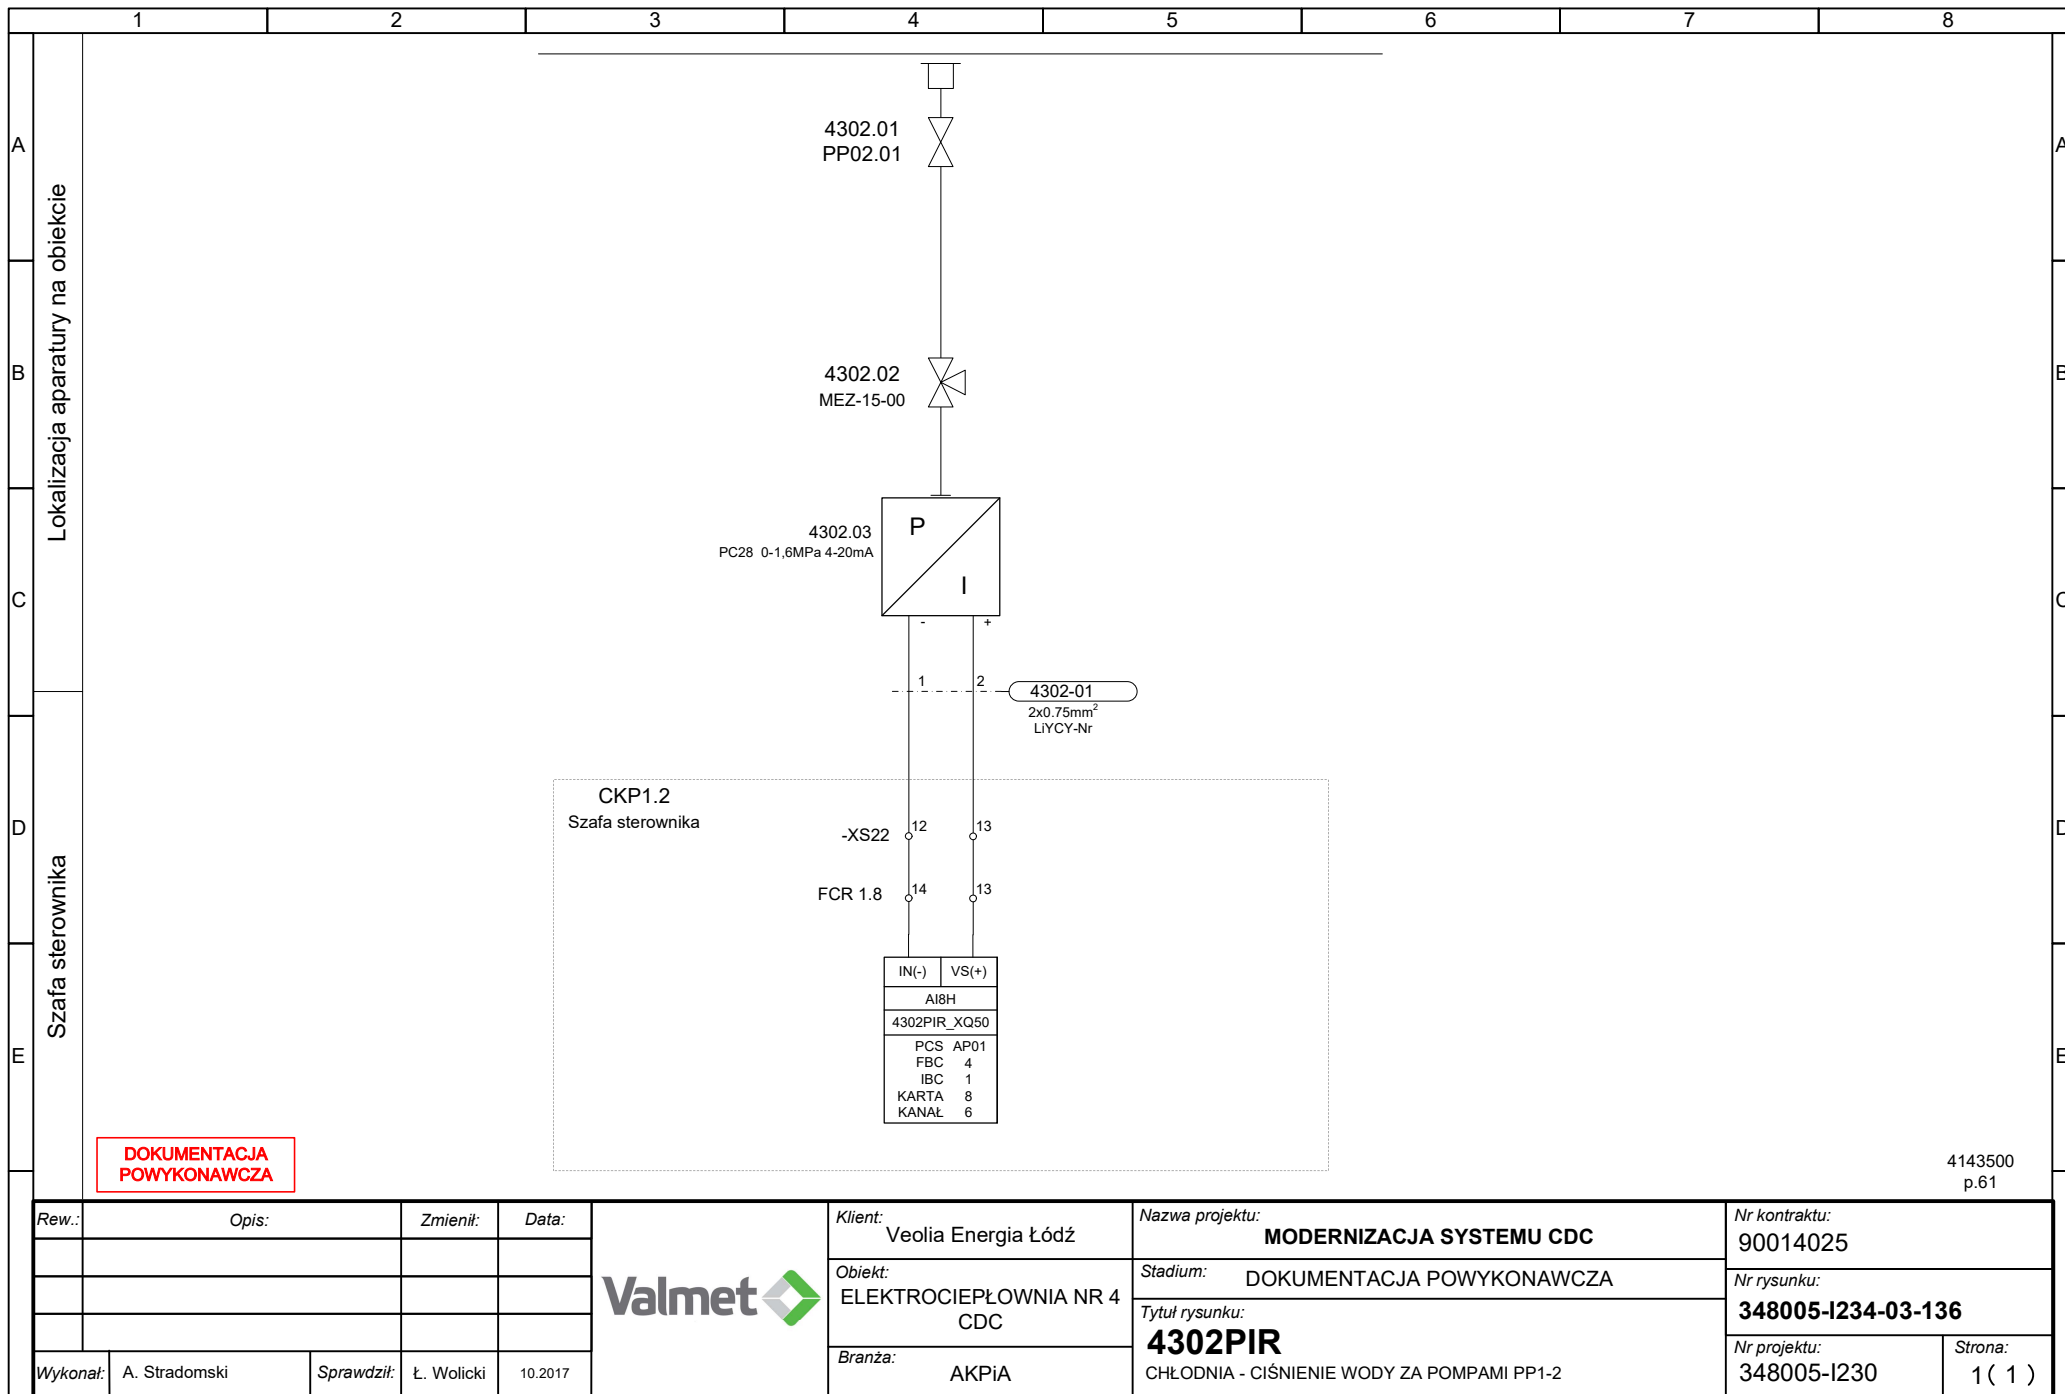 1 2 3 4 5 6 7 8
A A
B B
C C
D D
E E
Lokalizacja aparatury na obiekcie
Szafa sterownika
4302.01
PP02.01
4302.02
MEZ-15-00
4302.03
PC28 0-1,6MPa 4-20mA
P
I
- +
1 2
4302-01
2x0.75mm²
LiYCY-Nr
CKP1.2
Szafa sterownika
-XS22 12 13
FCR 1.8 14 13
IN(-) VS(+)
AI8H
4302PIR_XQ50
PCS AP01
FBC 4
IBC 1
KARTA 8
KANAŁ 6
DOKUMENTACJA
POWYKONAWCZA
4143500
p.61
Rew.: Opis: Zmienił: Data:
Wykonał: A. Stradomski Sprawdził: Ł. Wolicki 10.2017
Valmet
Klient:
Veolia Energia Łódź
Obiekt:
ELEKTROCIEPŁOWNIA NR 4
CDC
Branża:
AKPiA
Nazwa projektu:
MODERNIZACJA SYSTEMU CDC
Stadium: DOKUMENTACJA POWYKONAWCZA
Tytuł rysunku:
4302PIR
CHŁODNIA - CIŚNIENIE WODY ZA POMPAMI PP1-2
Nr kontraktu:
90014025
Nr rysunku:
348005-I234-03-136
Nr projektu:
348005-I230
Strona:
1( 1 )